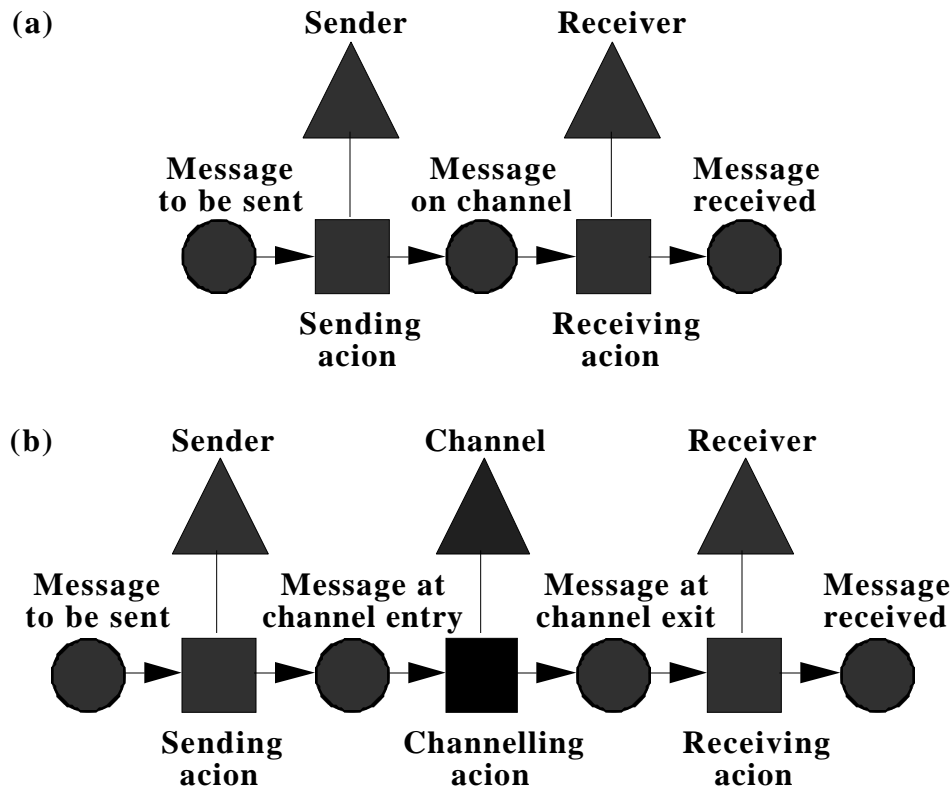 (a)
Sender Receiver
Message Message Message
to be sent on channel received
Sending Receiving
acion acion
(b)
Sender Channel Receiver
Message Message at Message at Message
to be sent channel entry channel exit received
Sending Channelling Receiving
acion acion acion